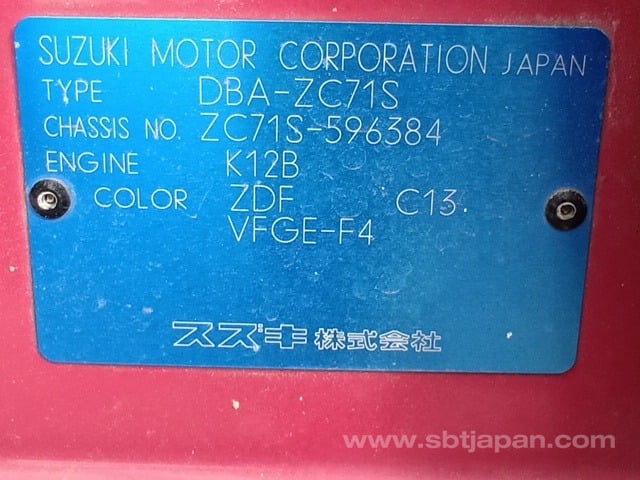 SUZUKI MOTOR CORPORATION JAPAN
TYPE DBA-ZC71S
CHASSIS NO. ZC71S-596384
ENGINE K12B
COLOR ZDF C13
VFGE-F4
スズキ株式会社
www.sbtjapan.com